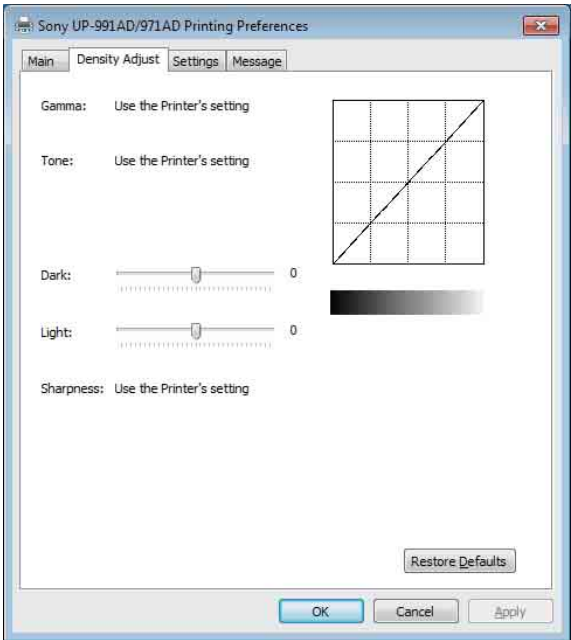 Sony UP-991AD/971AD Printing Preferences
Main Density Adjust Settings Message
Gamma: Use the Printer's setting
Tone: Use the Printer's setting
Dark: 0
Light: 0
Sharpness: Use the Printer's setting
Restore Defaults
OK Cancel Apply